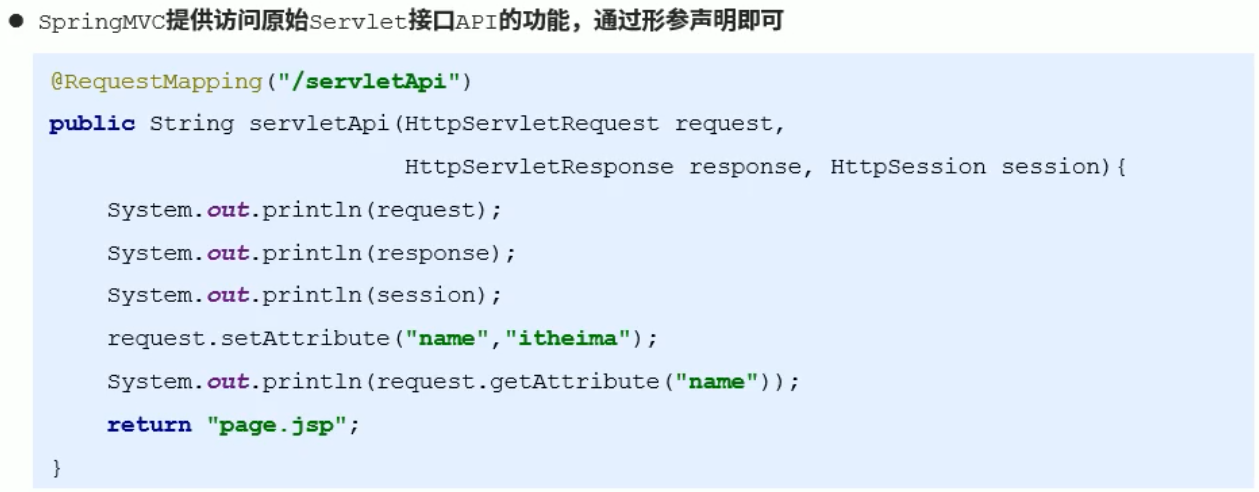 ● SpringMVC提供访问原始Servlet接口API的功能，通过形参声明即可
@RequestMapping("/servletApi")
public String servletApi(HttpServletRequest request,
HttpServletResponse response, HttpSession session){
System.out.println(request);
System.out.println(response);
System.out.println(session);
request.setAttribute("name","itheima");
System.out.println(request.getAttribute("name"));
return "page.jsp";
}